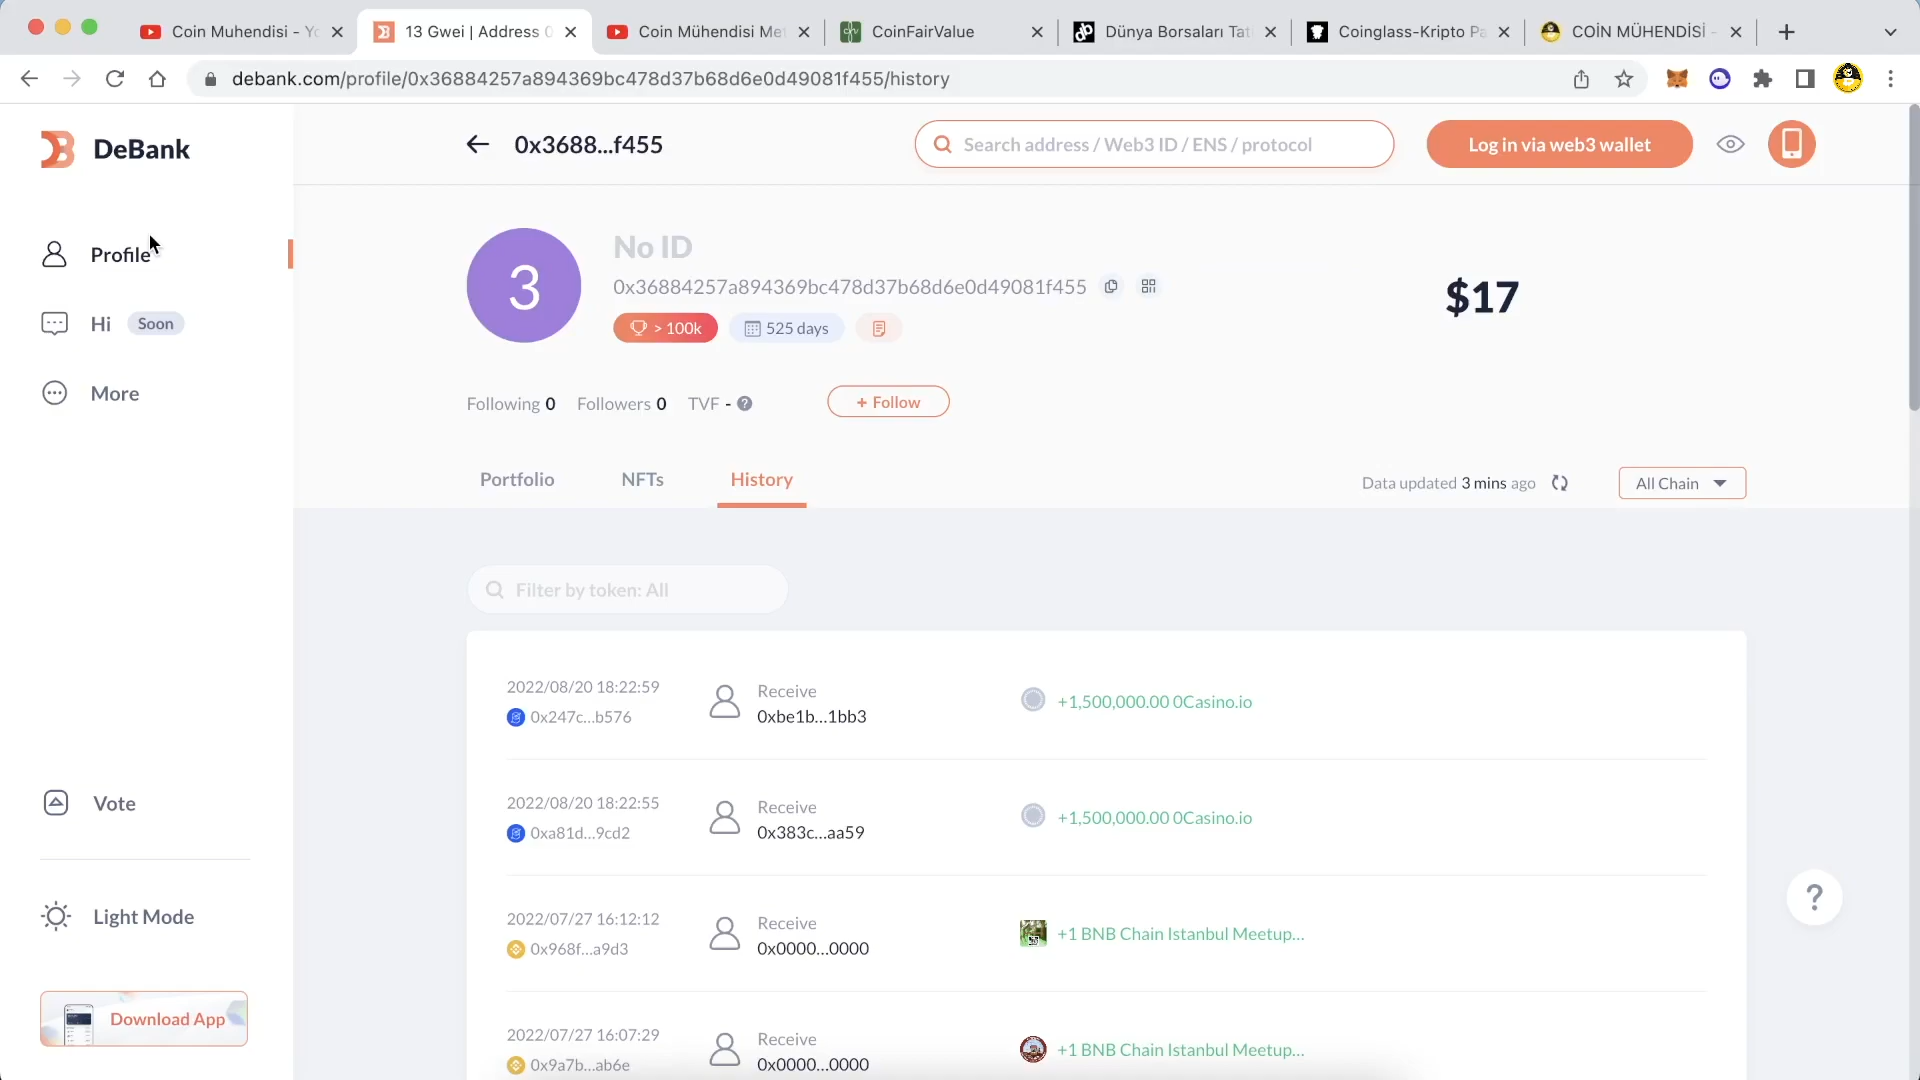 Coin Muhendisi - Yo
13 Gwei | Address 0
Coin Mühendisi Met
CoinFairValue
Dünya Borsaları Tati
Coinglass-Kripto Pa
COİN MÜHENDİSİ -
debank.com/profile/0x36884257a894369bc478d37b68d6e0d49081f455/history
DeBank
0x3688...f455
Search address / Web3 ID / ENS / protocol
Log in via web3 wallet
Profile
Hi
Soon
More
3
No ID
0x36884257a894369bc478d37b68d6e0d49081f455
> 100k
525 days
$17
Following 0
Followers 0
TVF -
+ Follow
Portfolio
NFTs
History
Data updated 3 mins ago
All Chain
Filter by token: All
2022/08/20 18:22:59
0x247c...b576
Receive
0xbe1b...1bb3
+1,500,000.00 0Casino.io
2022/08/20 18:22:55
0xa81d...9cd2
Receive
0x383c...aa59
+1,500,000.00 0Casino.io
2022/07/27 16:12:12
0x968f...a9d3
Receive
0x0000...0000
+1 BNB Chain Istanbul Meetup...
2022/07/27 16:07:29
0x9a7b...ab6e
Receive
0x0000...0000
+1 BNB Chain Istanbul Meetup...
Vote
Light Mode
Download App
?